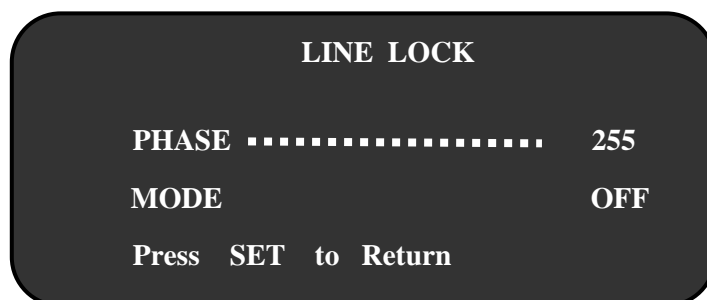 LINE LOCK
PHASE 255
MODE OFF
Press SET to Return